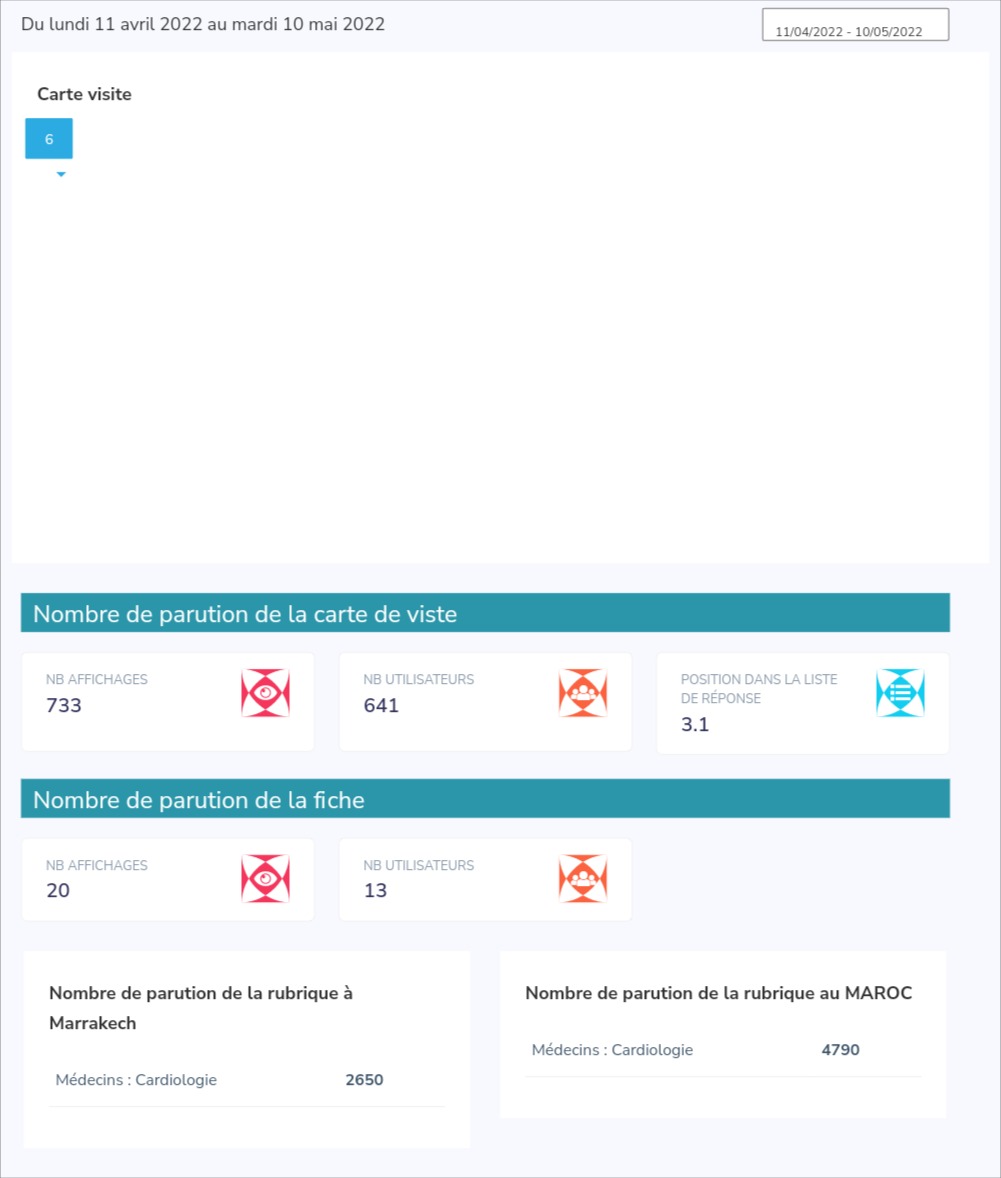 Du lundi 11 avril 2022 au mardi 10 mai 2022
11/04/2022 - 10/05/2022
Carte visite
6
Nombre de parution de la carte de viste
NB AFFICHAGES
733
NB UTILISATEURS
641
POSITION DANS LA LISTE
DE RÉPONSE
3.1
Nombre de parution de la fiche
NB AFFICHAGES
20
NB UTILISATEURS
13
Nombre de parution de la rubrique à
Marrakech
Médecins : Cardiologie 2650
Nombre de parution de la rubrique au MAROC
Médecins : Cardiologie 4790